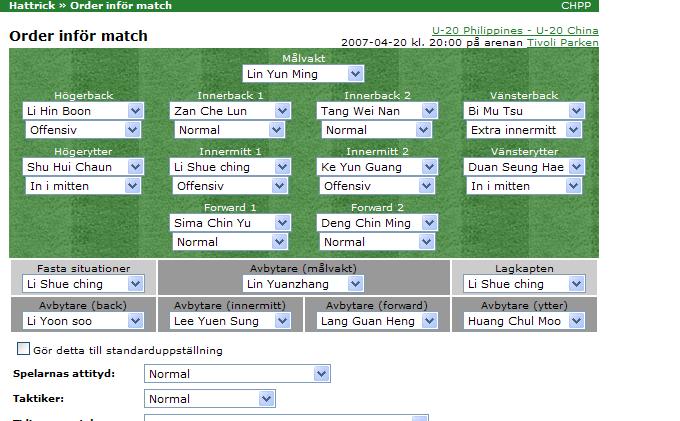 Hattrick » Order inför match CHPP
Order inför match
U-20 Philippines - U-20 China
2007-04-20 kl. 20:00 på arenan Tivoli Parken
Målvakt
Lin Yun Ming
Högerback Innerback 1 Innerback 2 Vänsterback
Li Hin Boon Zan Che Lun Tang Wei Nan Bi Mu Tsu
Offensiv Normal Normal Extra innermitt
Högerytter Innermitt 1 Innermitt 2 Vänsterytter
Shu Hui Chaun Li Shue ching Ke Yun Guang Duan Seung Hae
In i mitten Offensiv Offensiv In i mitten
Forward 1 Forward 2
Sima Chin Yu Deng Chin Ming
Normal Normal
Fasta situationer Avbytare (målvakt) Lagkapten
Li Shue ching Lin Yuanzhang Li Shue ching
Avbytare (back) Avbytare (innermitt) Avbytare (forward) Avbytare (ytter)
Li Yoon soo Lee Yuen Sung Lang Guan Heng Huang Chul Moo
Gör detta till standarduppställning
Spelarnas attityd: Normal
Taktiker: Normal